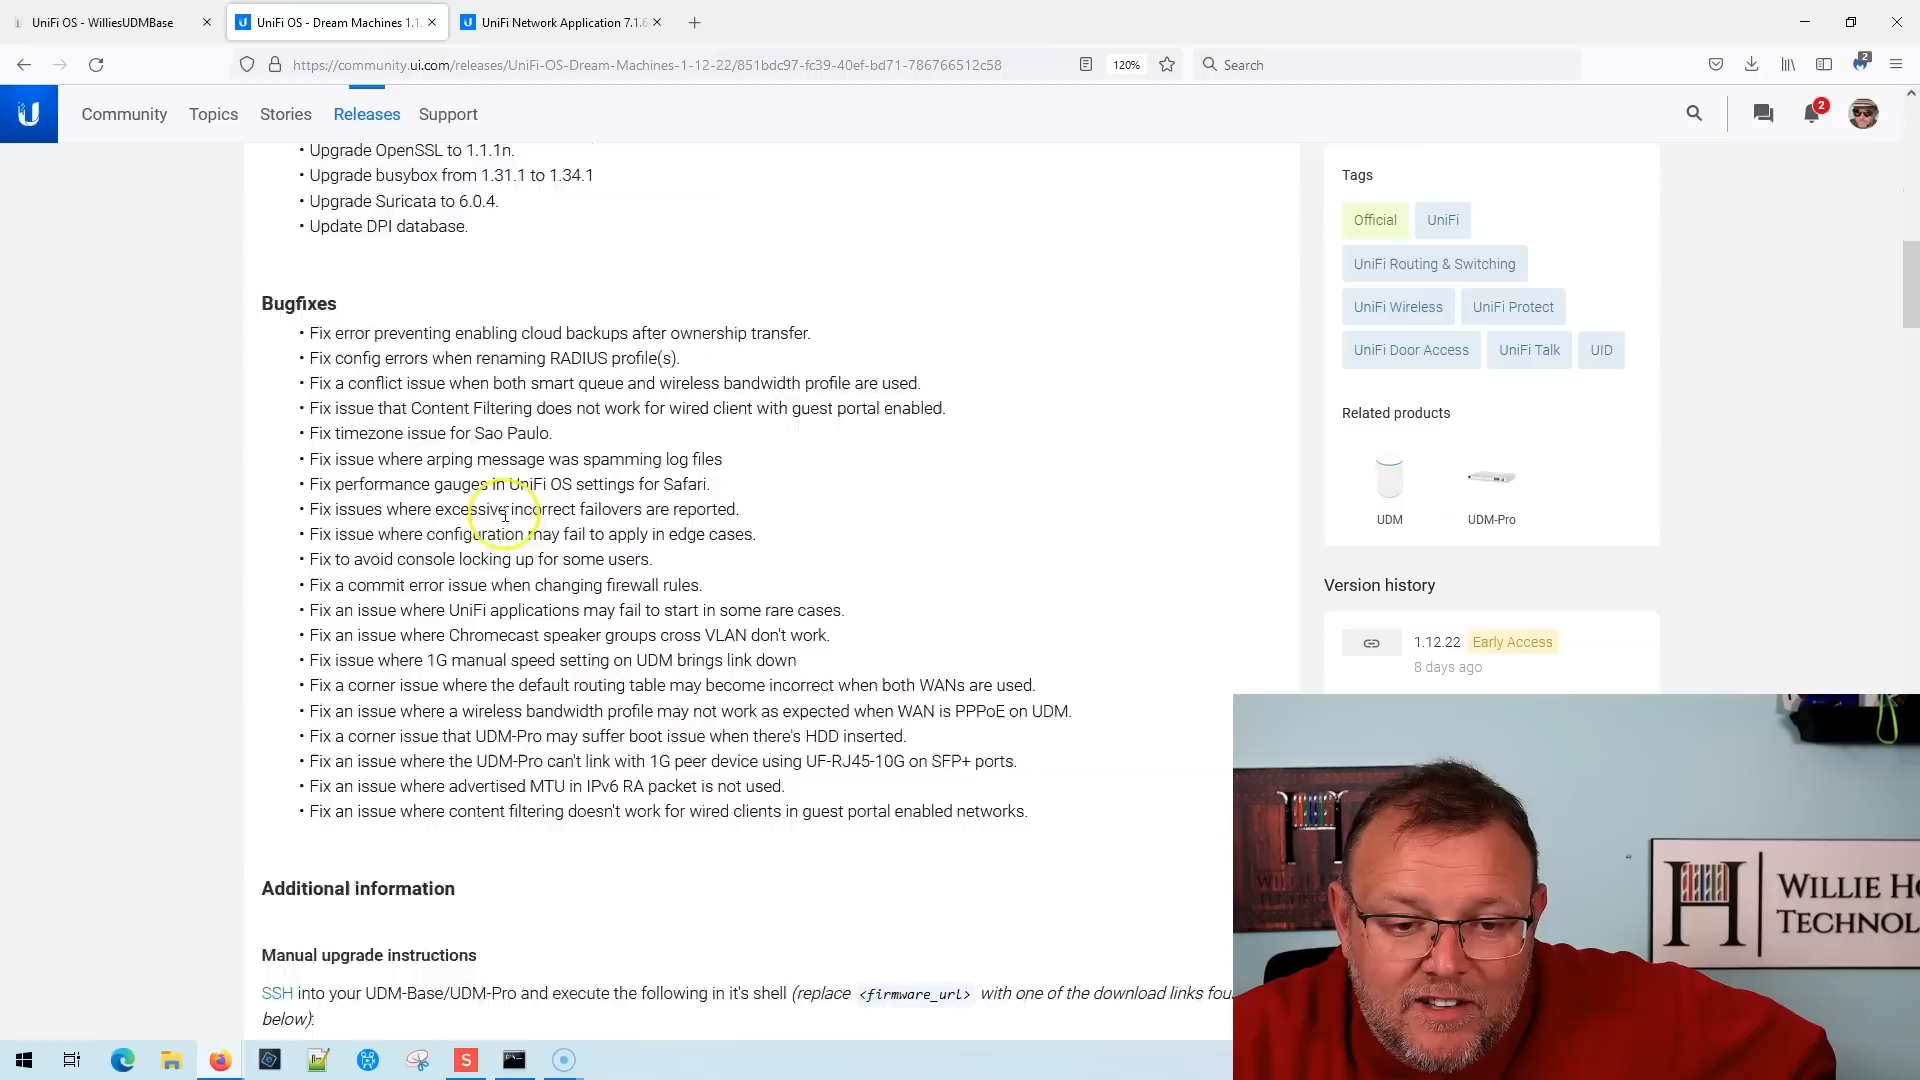 UniFi OS - WilliesUDMBase
UniFi OS - Dream Machines 1.1
UniFi Network Application 7.1.6
https://community.ui.com/releases/UniFi-OS-Dream-Machines-1-12-22/851bdc97-fc39-40ef-bd71-786766512c58
120%
Search
2
Community
Topics
Stories
Releases
Support
2
• Upgrade OpenSSL to 1.1.1n.
• Upgrade busybox from 1.31.1 to 1.34.1
• Upgrade Suricata to 6.0.4.
• Update DPI database.
Bugfixes
• Fix error preventing enabling cloud backups after ownership transfer.
• Fix config errors when renaming RADIUS profile(s).
• Fix a conflict issue when both smart queue and wireless bandwidth profile are used.
• Fix issue that Content Filtering does not work for wired client with guest portal enabled.
• Fix timezone issue for Sao Paulo.
• Fix issue where arping message was spamming log files
• Fix performance gauges in UniFi OS settings for Safari.
• Fix issues where excessive incorrect failovers are reported.
• Fix issue where configuration may fail to apply in edge cases.
• Fix to avoid console locking up for some users.
• Fix a commit error issue when changing firewall rules.
• Fix an issue where UniFi applications may fail to start in some rare cases.
• Fix an issue where Chromecast speaker groups cross VLAN don't work.
• Fix issue where 1G manual speed setting on UDM brings link down
• Fix a corner issue where the default routing table may become incorrect when both WANs are used.
• Fix an issue where a wireless bandwidth profile may not work as expected when WAN is PPPoE on UDM.
• Fix a corner issue that UDM-Pro may suffer boot issue when there's HDD inserted.
• Fix an issue where the UDM-Pro can't link with 1G peer device using UF-RJ45-10G on SFP+ ports.
• Fix an issue where advertised MTU in IPv6 RA packet is not used.
• Fix an issue where content filtering doesn't work for wired clients in guest portal enabled networks.
Additional information
Manual upgrade instructions
SSH into your UDM-Base/UDM-Pro and execute the following in it's shell (replace <firmware_url> with one of the download links fou
below):
Tags
Official
UniFi
UniFi Routing & Switching
UniFi Wireless
UniFi Protect
UniFi Door Access
UniFi Talk
UID
Related products
UDM
UDM-Pro
Version history
1.12.22
Early Access
8 days ago
WILLIE HO
TECHNOL
S